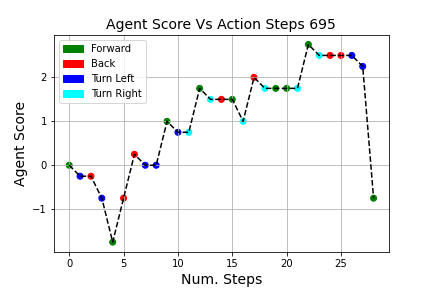 Agent Score Vs Action Steps 695
Forward
Back
Turn Left
Turn Right
Agent Score
2
1
0
−1
0
5
10
15
20
25
Num. Steps